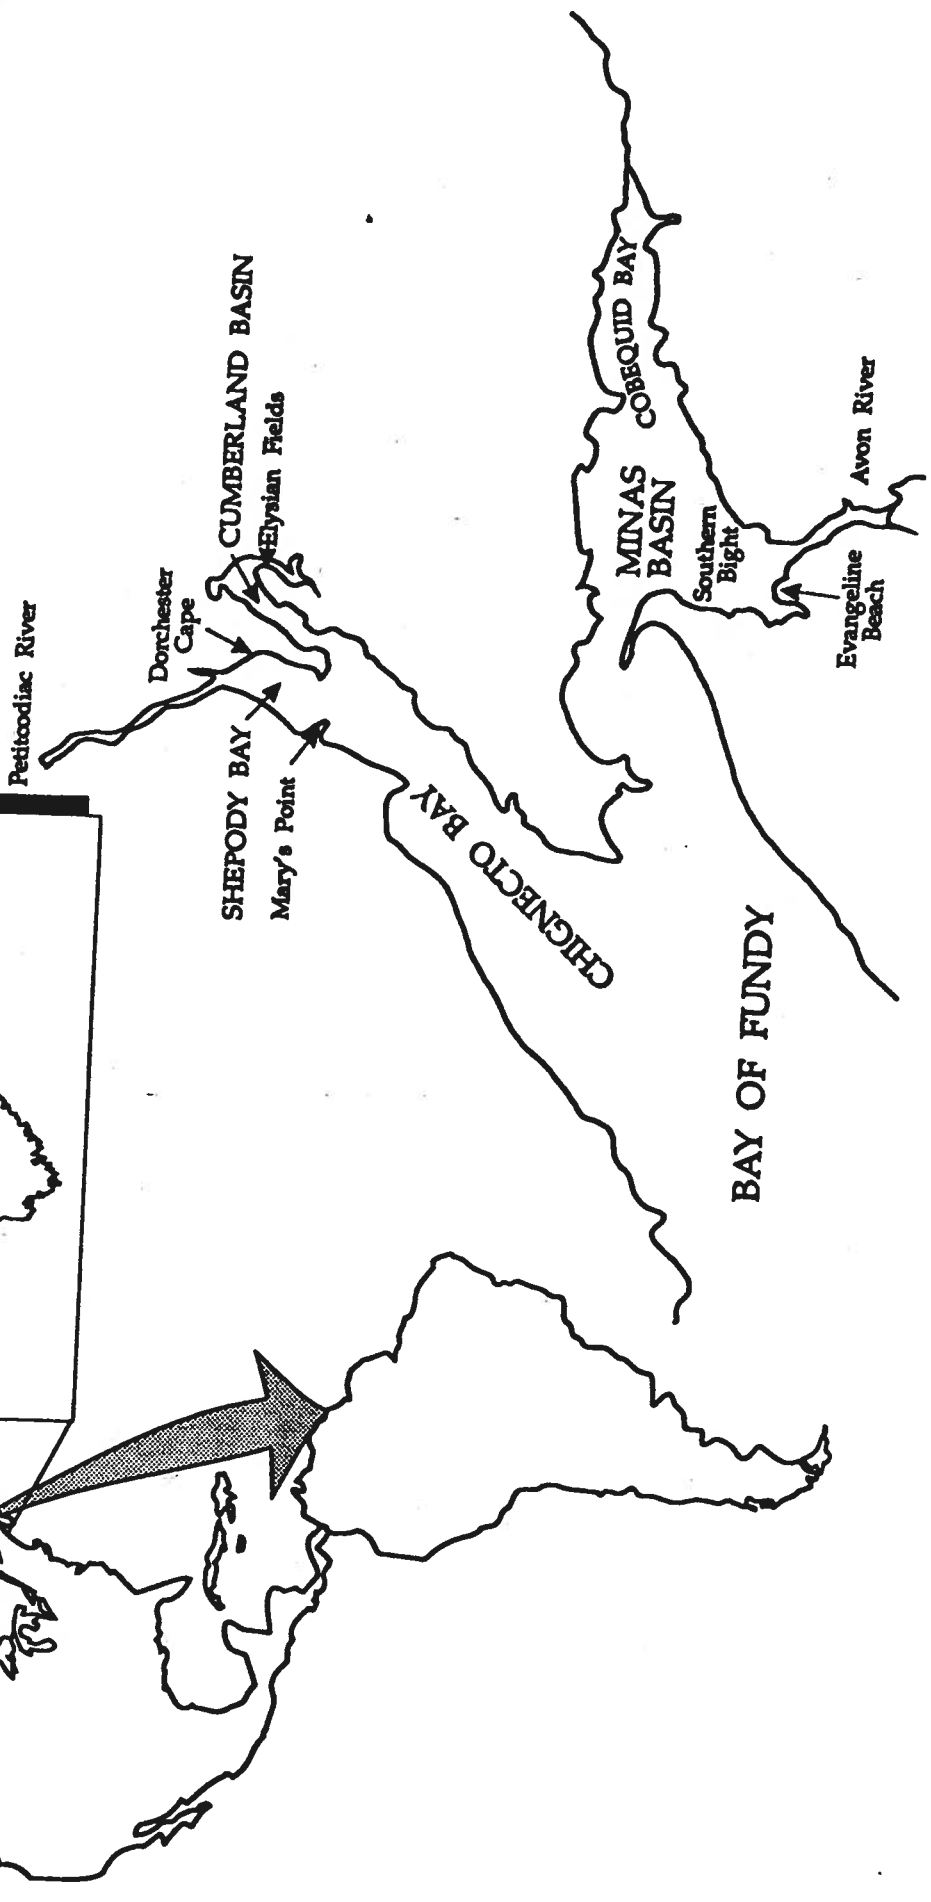 Petitcodiac River
Dorchester
Cape
CUMBERLAND BASIN
Elysian Fields
SHEPODY BAY
Mary's Point
CHIGNECTO BAY
COBEQUID BAY
MINAS
BASIN
Southern
Bight
Avon River
Evangeline
Beach
BAY OF FUNDY